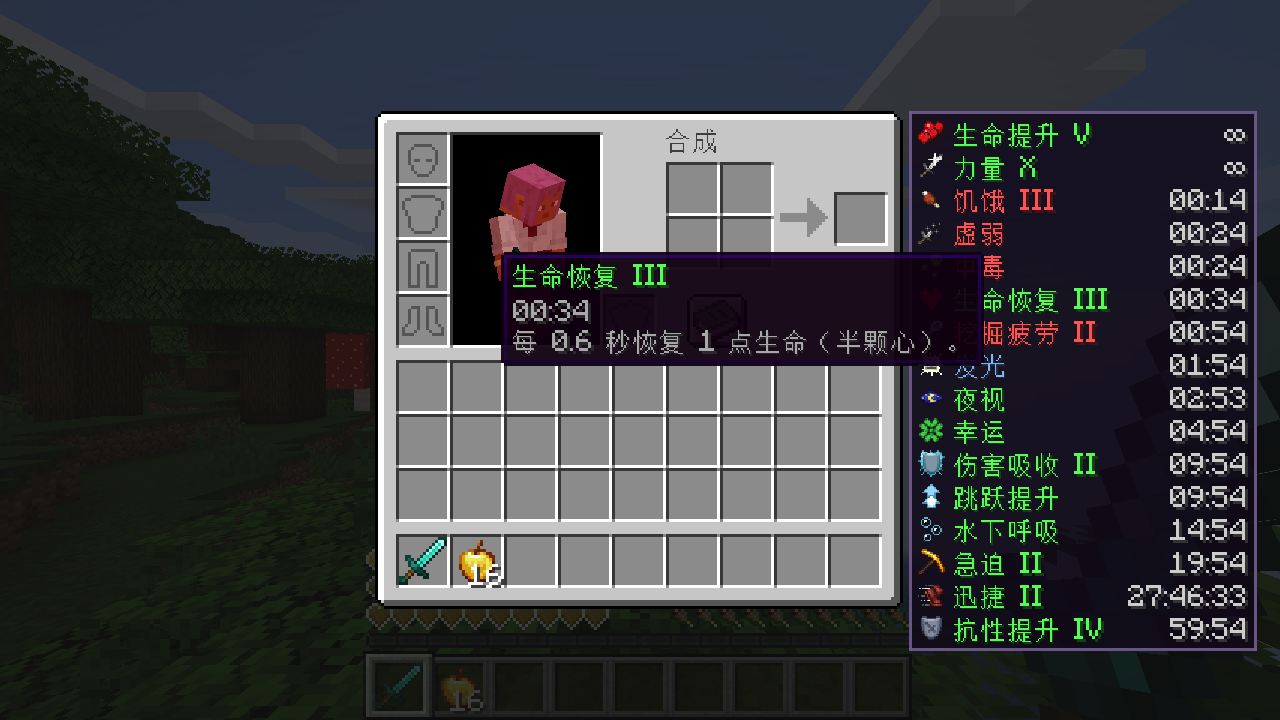 合成
生命恢复 III
00:34
每 0.6 秒恢复 1 点生命（半颗心）。
16
16
生命提升 V ∞
力量 X ∞
饥饿 III 00:14
虚弱 00:24
毒 00:24
命恢复 III 00:34
掘疲劳 II 00:54
发光 01:54
夜视 02:53
幸运 04:54
伤害吸收 II 09:54
跳跃提升 09:54
水下呼吸 14:54
急迫 II 19:54
迅捷 II 27:46:33
抗性提升 IV 59:54